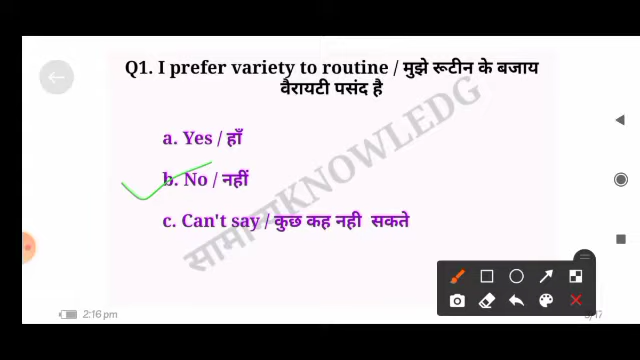 Q1. I prefer variety to routine / मुझे रूटीन के बजाय
वैरायटी पसंद है
a. Yes / हाँ
b. No / नहीं
c. Can't say / कुछ कह नही सकते
सामान्य KNOWLEDG
2:16 pm